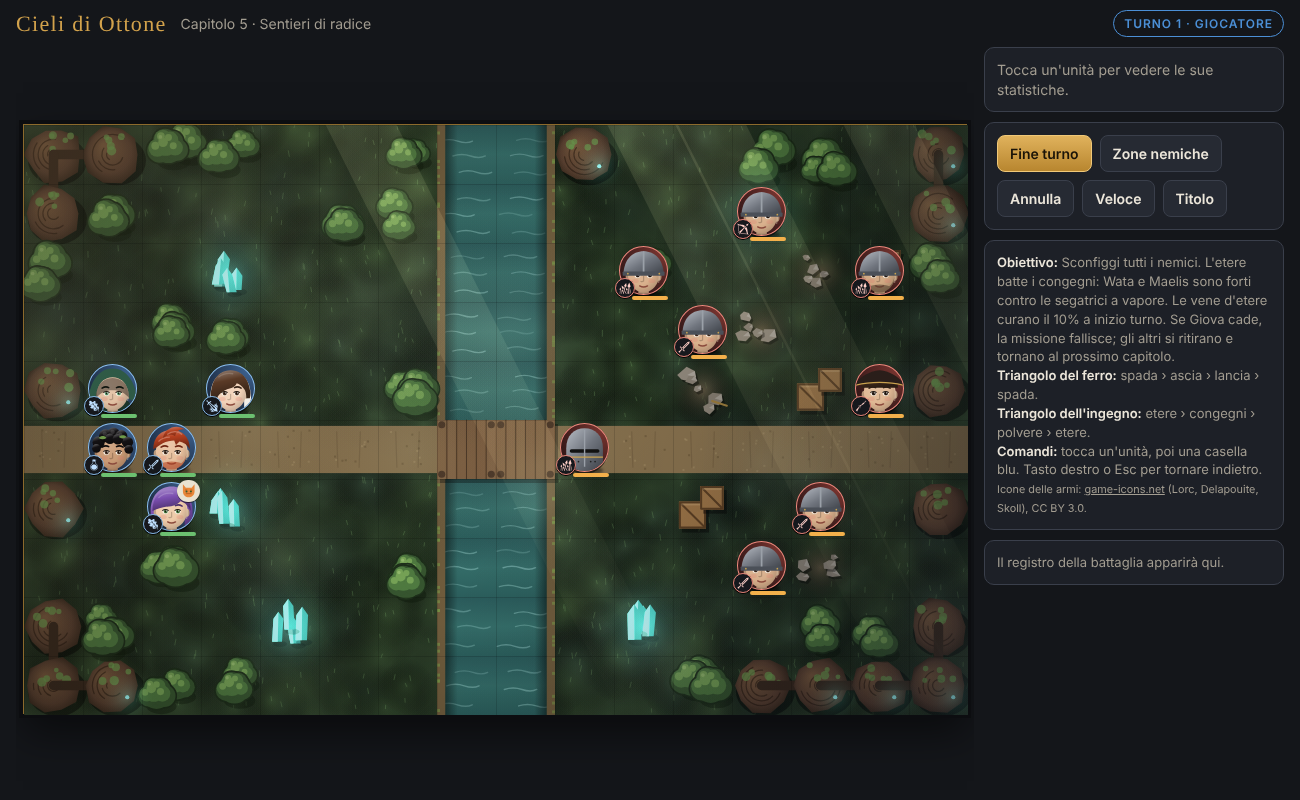 Cieli di Ottone
Capitolo 5 · Sentieri di radice
TURNO 1 · GIOCATORE
Tocca un'unità per vedere le sue
statistiche.
Fine turno
Zone nemiche
Annulla
Veloce
Titolo
Obiettivo: Sconfiggi tutti i nemici. L'etere
batte i congegni: Wata e Maelis sono forti
contro le segatrici a vapore. Le vene d'etere
curano il 10% a inizio turno. Se Giova cade,
la missione fallisce; gli altri si ritirano e
tornano al prossimo capitolo.
Triangolo del ferro: spada › ascia › lancia ›
spada.
Triangolo dell'ingegno: etere › congegni ›
polvere › etere.
Comandi: tocca un'unità, poi una casella
blu. Tasto destro o Esc per tornare indietro.
Icone delle armi: game-icons.net (Lorc, Delapouite,
Skoll), CC BY 3.0.
Il registro della battaglia apparirà qui.